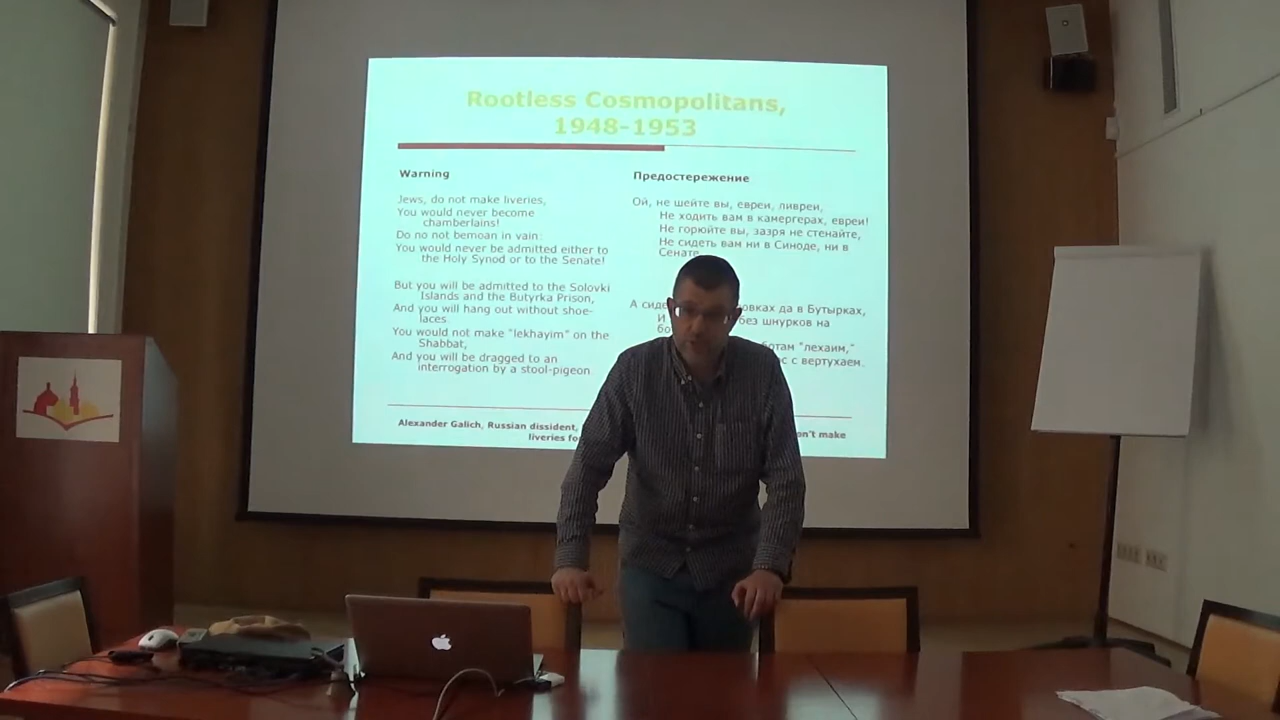 Rootless Cosmopolitans,
1948-1953
Warning
Jews, do not make liveries,
You would never become
chamberlains!
Do no not bemoan in vain:
You would never be admitted either to
the Holy Synod or to the Senate!
But you will be admitted to the Solovki
Islands and the Butyrka Prison,
And you will hang out without shoe-
laces
You would not make "lekhayim" on the
Shabbat,
And you will be dragged to an
interrogation by a stool-pigeon
Предостережение
Ой, не шейте вы, евреи, ливреи,
Не ходить вам в камергерах, евреи!
Не горюйте вы, зазря не стенайте,
Не сидеть вам ни в Синоде, ни в
Сенате
А
да в Бутырках,
И
без шнурков на
"лехаим,"
с вертухаем.
Alexander Galich, Russian dissident,
make
liveries